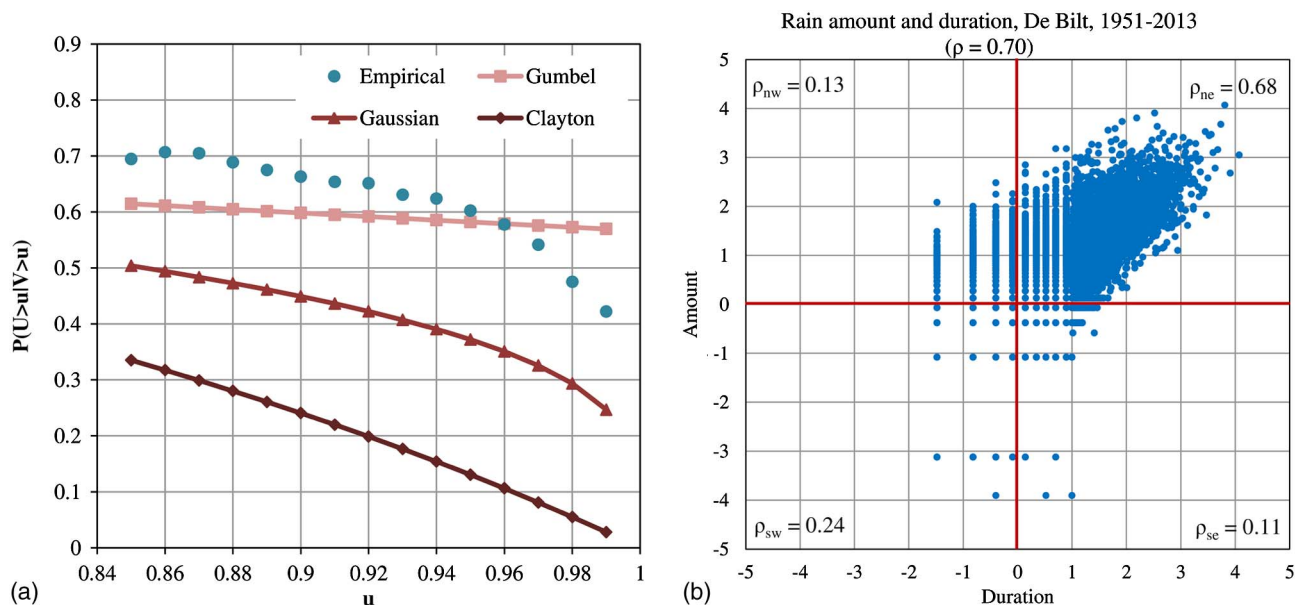 0.9
0.8
0.7
0.6
0.5
0.4
0.3
0.2
0.1
0
P(U>u|V>u)
Empirical
Gumbel
Gaussian
Clayton
0.84 0.86 0.88 0.9 0.92 0.94 0.96 0.98 1
u
(a)
Rain amount and duration, De Bilt, 1951-2013
(ρ = 0.70)
5
4
3
2
1
0
-1
-2
-3
-4
-5
Amount
ρnw = 0.13
ρne = 0.68
ρsw = 0.24
ρse = 0.11
-5 -4 -3 -2 -1 0 1 2 3 4 5
Duration
(b)